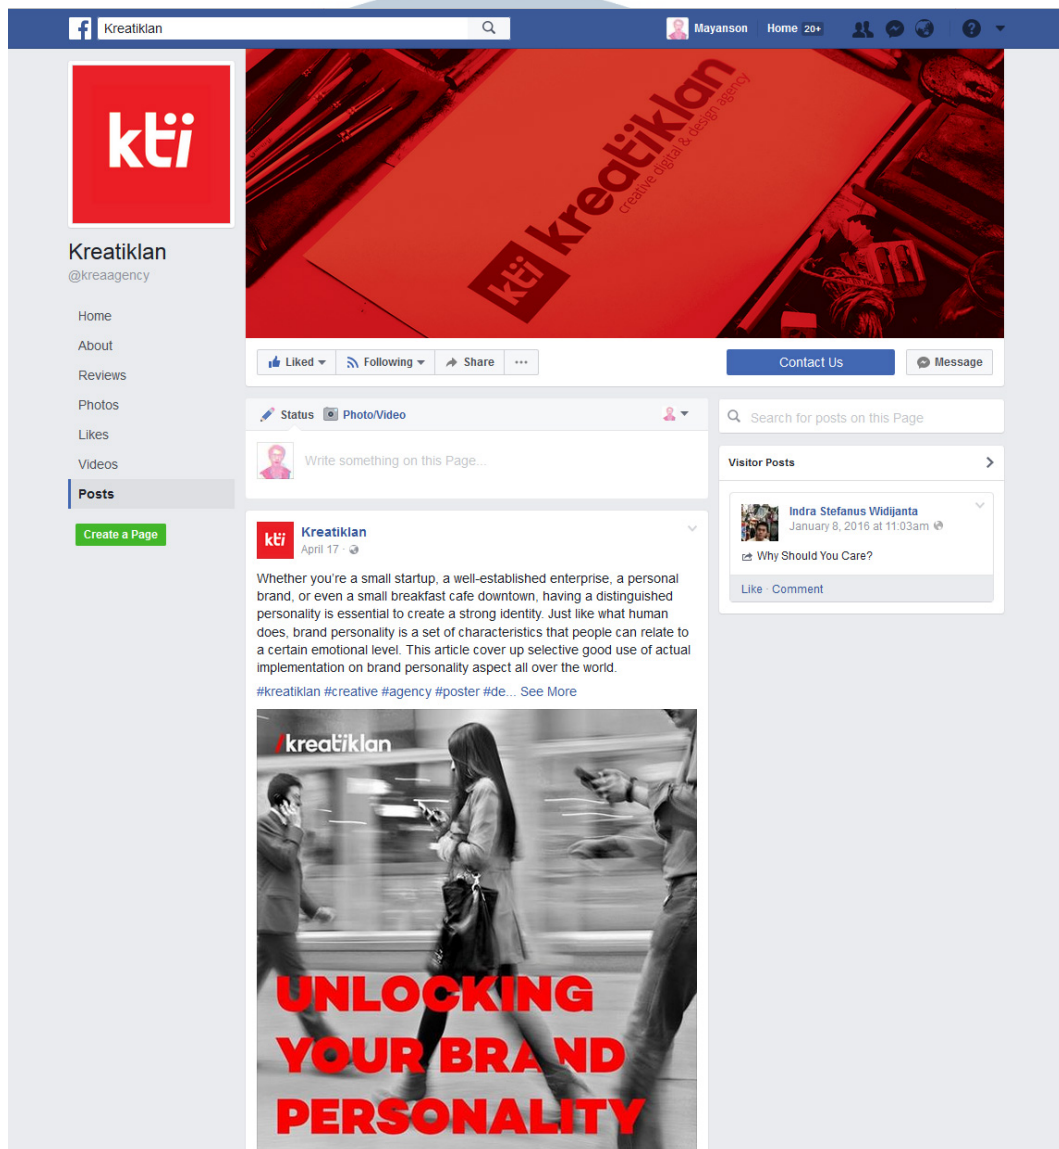 Kreatiklan
Mayanson Home 20+
kti
kti kreatiklan
creative digital & design agency
Kreatiklan
@kreaagency
Home
About
Reviews
Photos
Likes
Videos
Posts
Create a Page
Liked Following Share ...
Contact Us Message
Status Photo/Video
Write something on this Page...
Search for posts on this Page
Visitor Posts
Indra Stefanus Widijanta
January 8, 2016 at 11:03am
Why Should You Care?
Like · Comment
kti
Kreatiklan
April 17 ·
Whether you're a small startup, a well-established enterprise, a personal
brand, or even a small breakfast cafe downtown, having a distinguished
personality is essential to create a strong identity. Just like what human
does, brand personality is a set of characteristics that people can relate to
a certain emotional level. This article cover up selective good use of actual
implementation on brand personality aspect all over the world.
#kreatiklan #creative #agency #poster #de... See More
/kreatiklan
UNLOCKING
YOUR BRAND
PERSONALITY